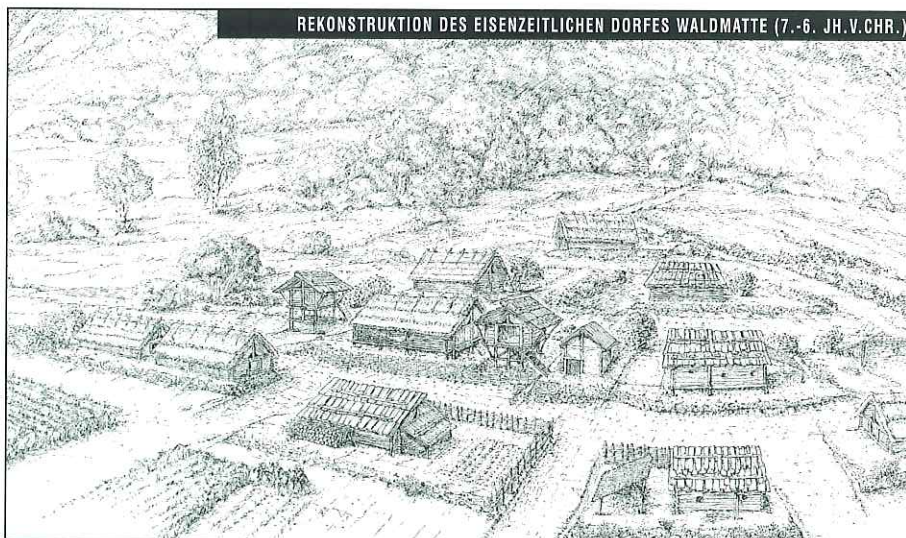 REKONSTRUKTION DES EISENZEITLICHEN DORFES WALDMATTE (7.-6. JH.V.CHR.)